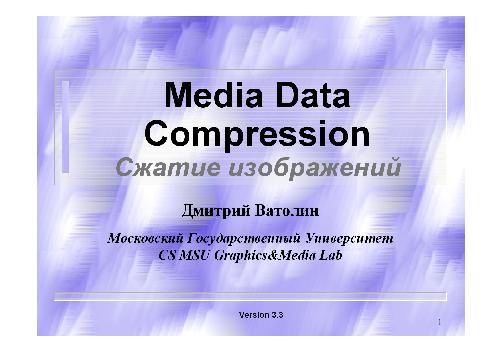 Media Data
Compression
Сжатие изображений
Дмитрий Ватолин
Московский Государственный Университет
CS MSU Graphics&Media Lab
Version 3.3
1